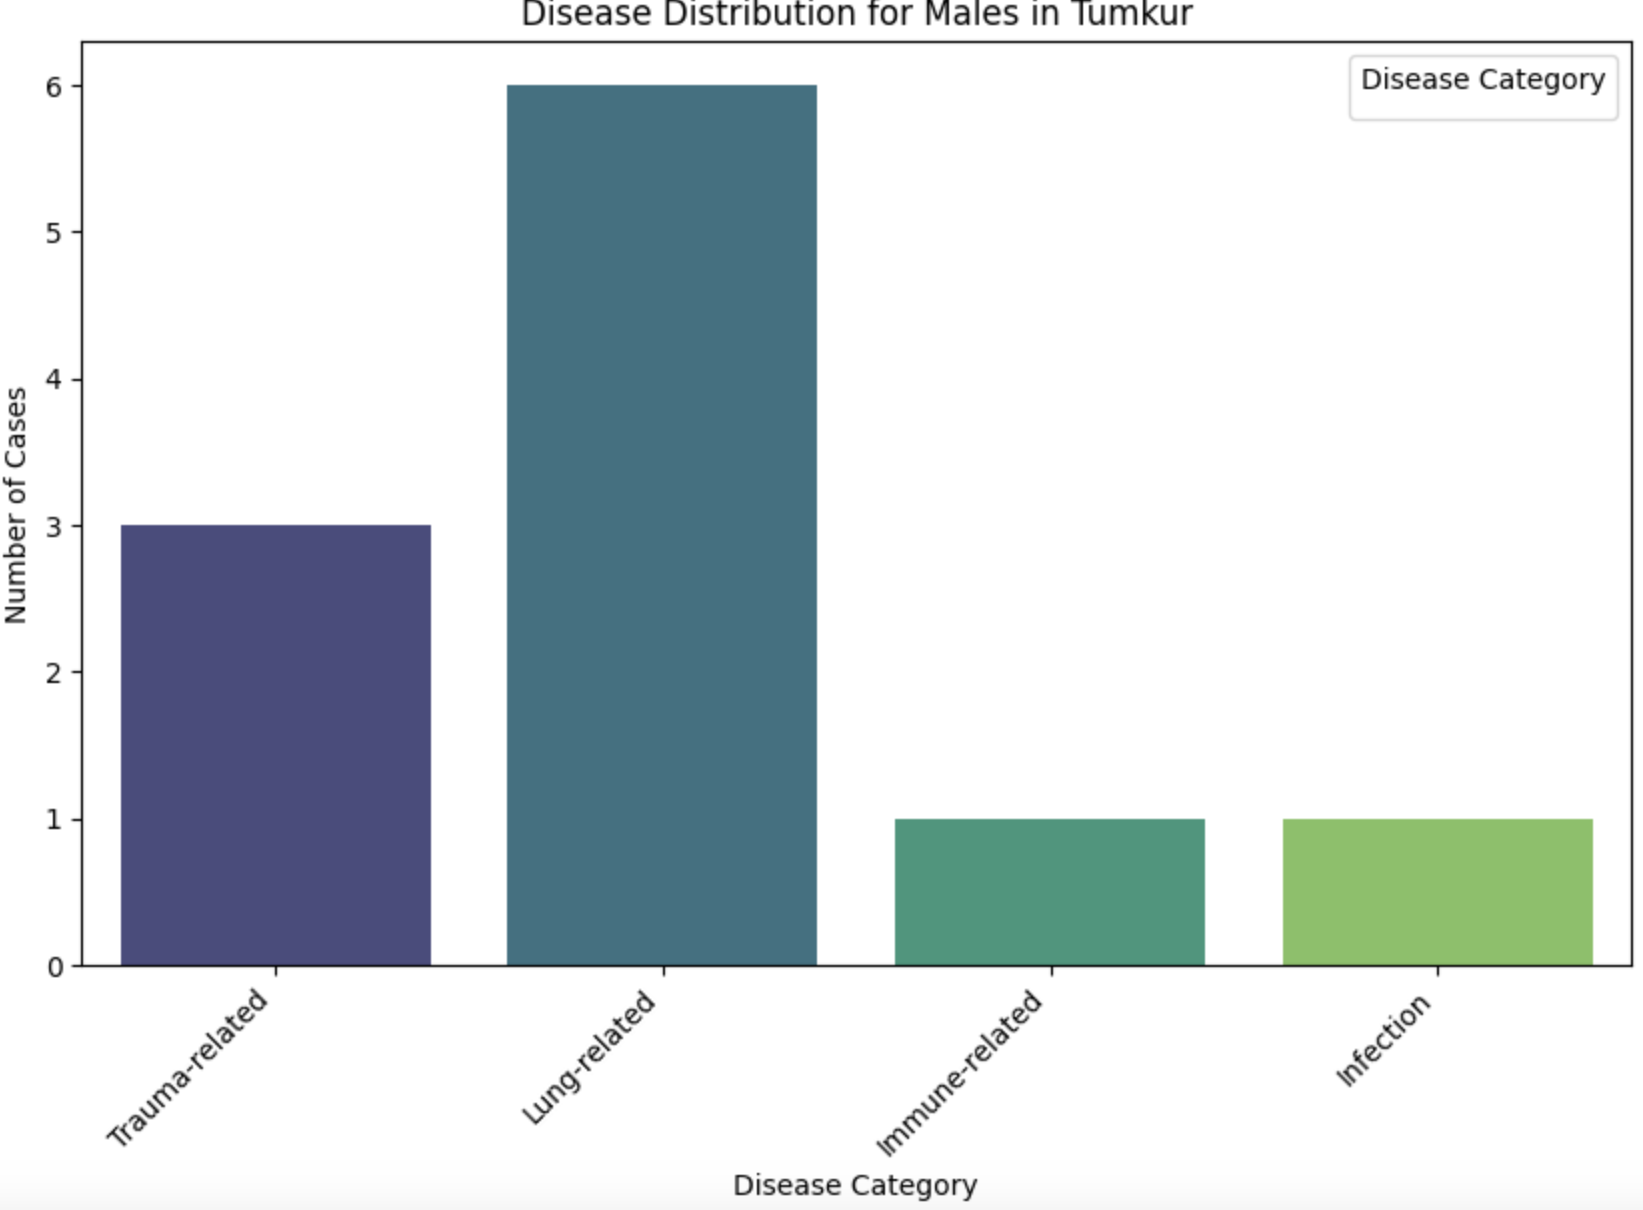 Disease Distribution for Males in Tumkur
Disease Category
6
5
4
3
2
1
0
Number of Cases
Trauma-related
Lung-related
Immune-related
Infection
Disease Category